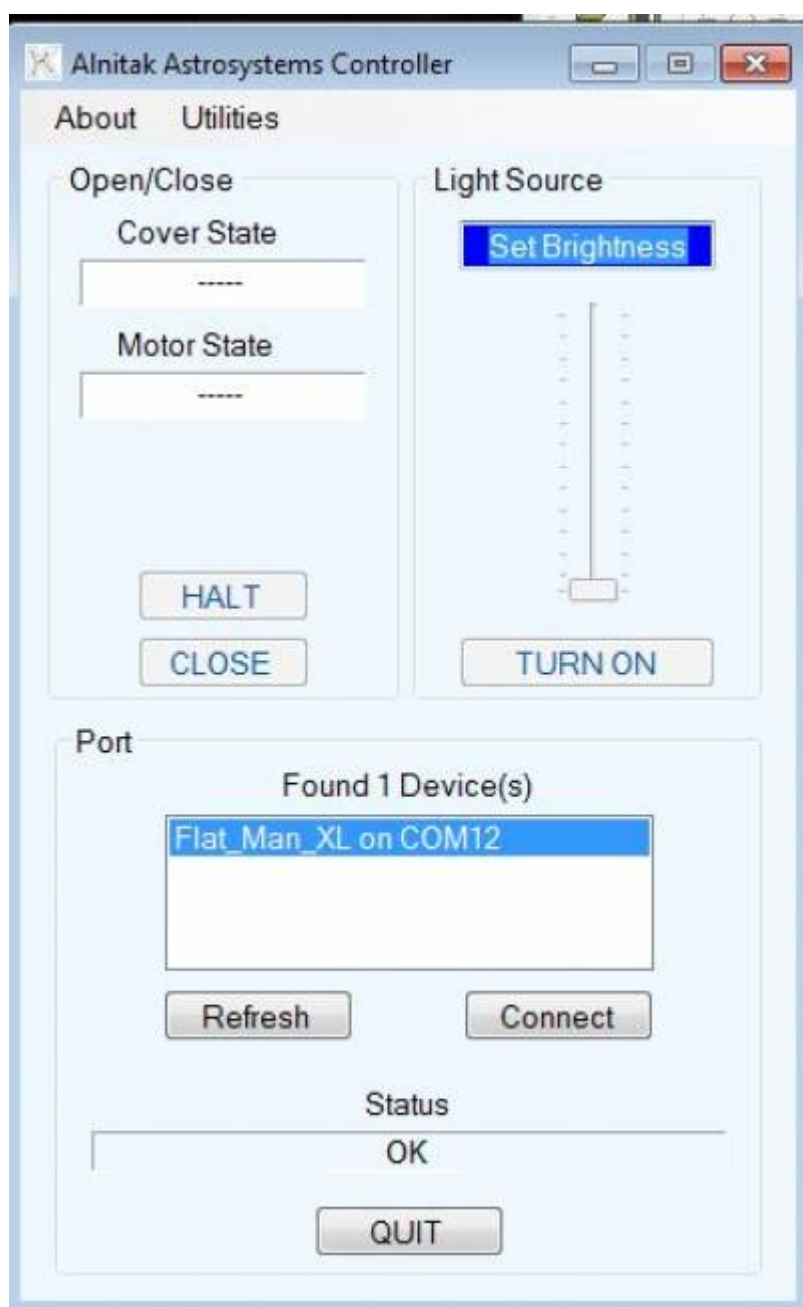 Alnitak Astrosystems Controller
About Utilities
Open/Close
Cover State
-----
Motor State
-----
HALT
CLOSE
Light Source
Set Brightness
TURN ON
Port
Found 1 Device(s)
Flat_Man_XL on COM12
Refresh Connect
Status
OK
QUIT